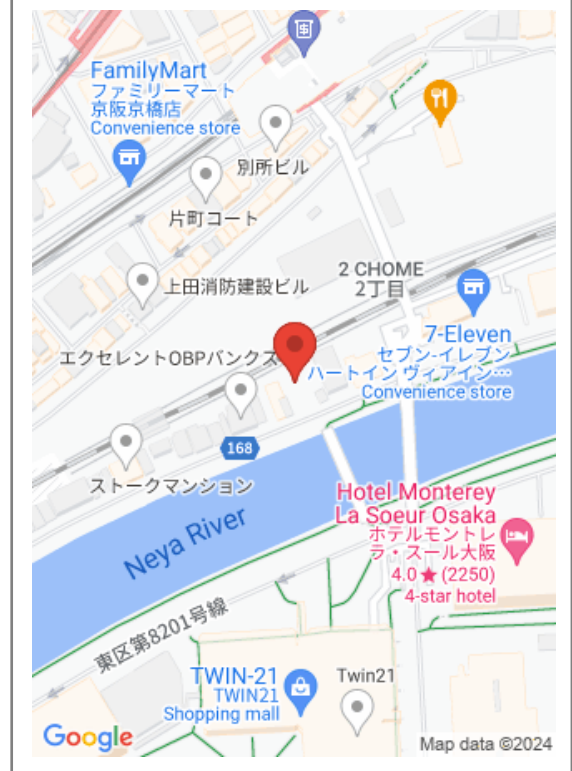 FamilyMart
ファミリーマート
京阪京橋店
Convenience store
別所ビル
片町コート
2 CHOME
2丁目
上田消防建設ビル
7-Eleven
セブン-イレブン
ハートイン ヴィアイン…
Convenience store
エクセレントOBPバンクス
168
ストークマンション
Neya River
Hotel Monterey
La Soeur Osaka
ホテルモントレ
ラ・スール大阪
4.0★(2250)
4-star hotel
東区第8201号線
TWIN-21
TWIN21
Shopping mall
Twin21
Google
Map data ©2024